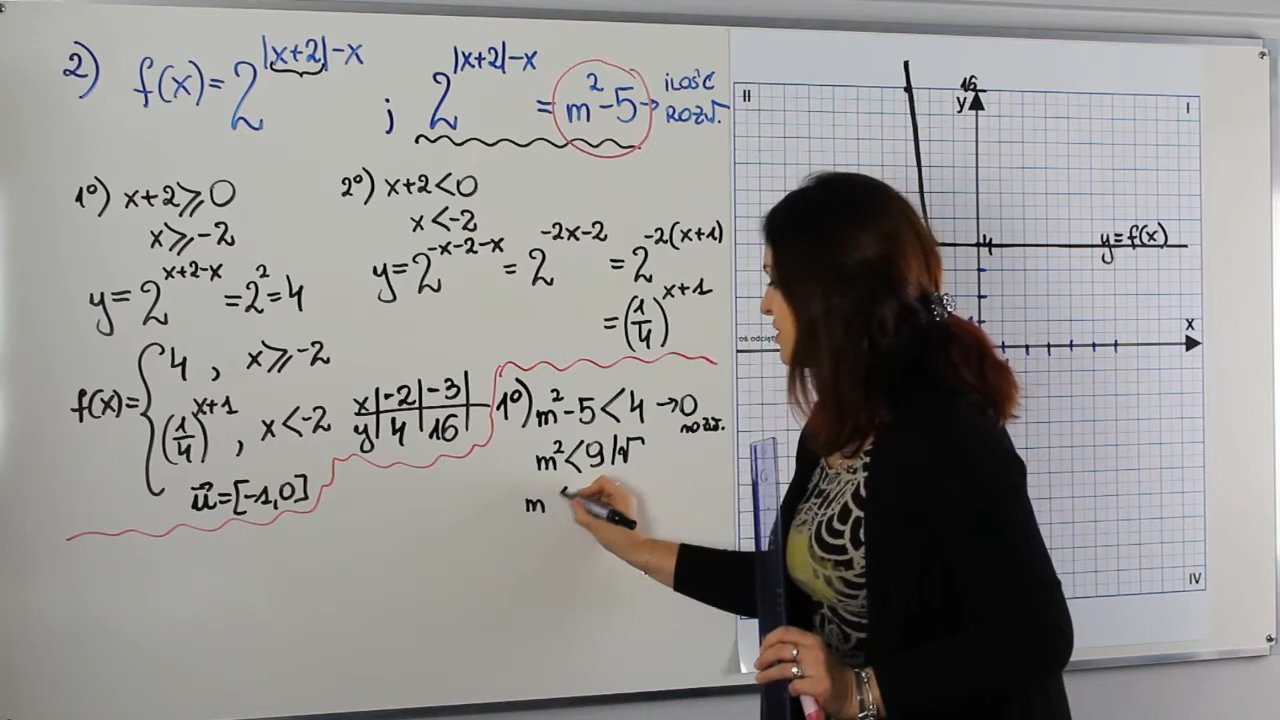 2) f(x)=2^{|x+2|-x} ; 2^{|x+2|-x} = m²-5 → ILOŚĆ ROZW.
1°) x+2⩾0
x⩾-2
y=2^{x+2-x} =2²=4
2°) x+2<0
x<-2
y=2^{-x-2-x} =2^{-2x-2} =2^{-2(x+1)}
=(1/4)^{x+1}
f(x)= { 4, x⩾-2
(1/4)^{x+1}, x<-2
u⃗=[-1,0]
x|-2|-3|
y|4|16|
1°) m²-5<4 →0 rozw.
m²<9/√
m <
II
I
16
y
4
y=f(x)
1
x
IV